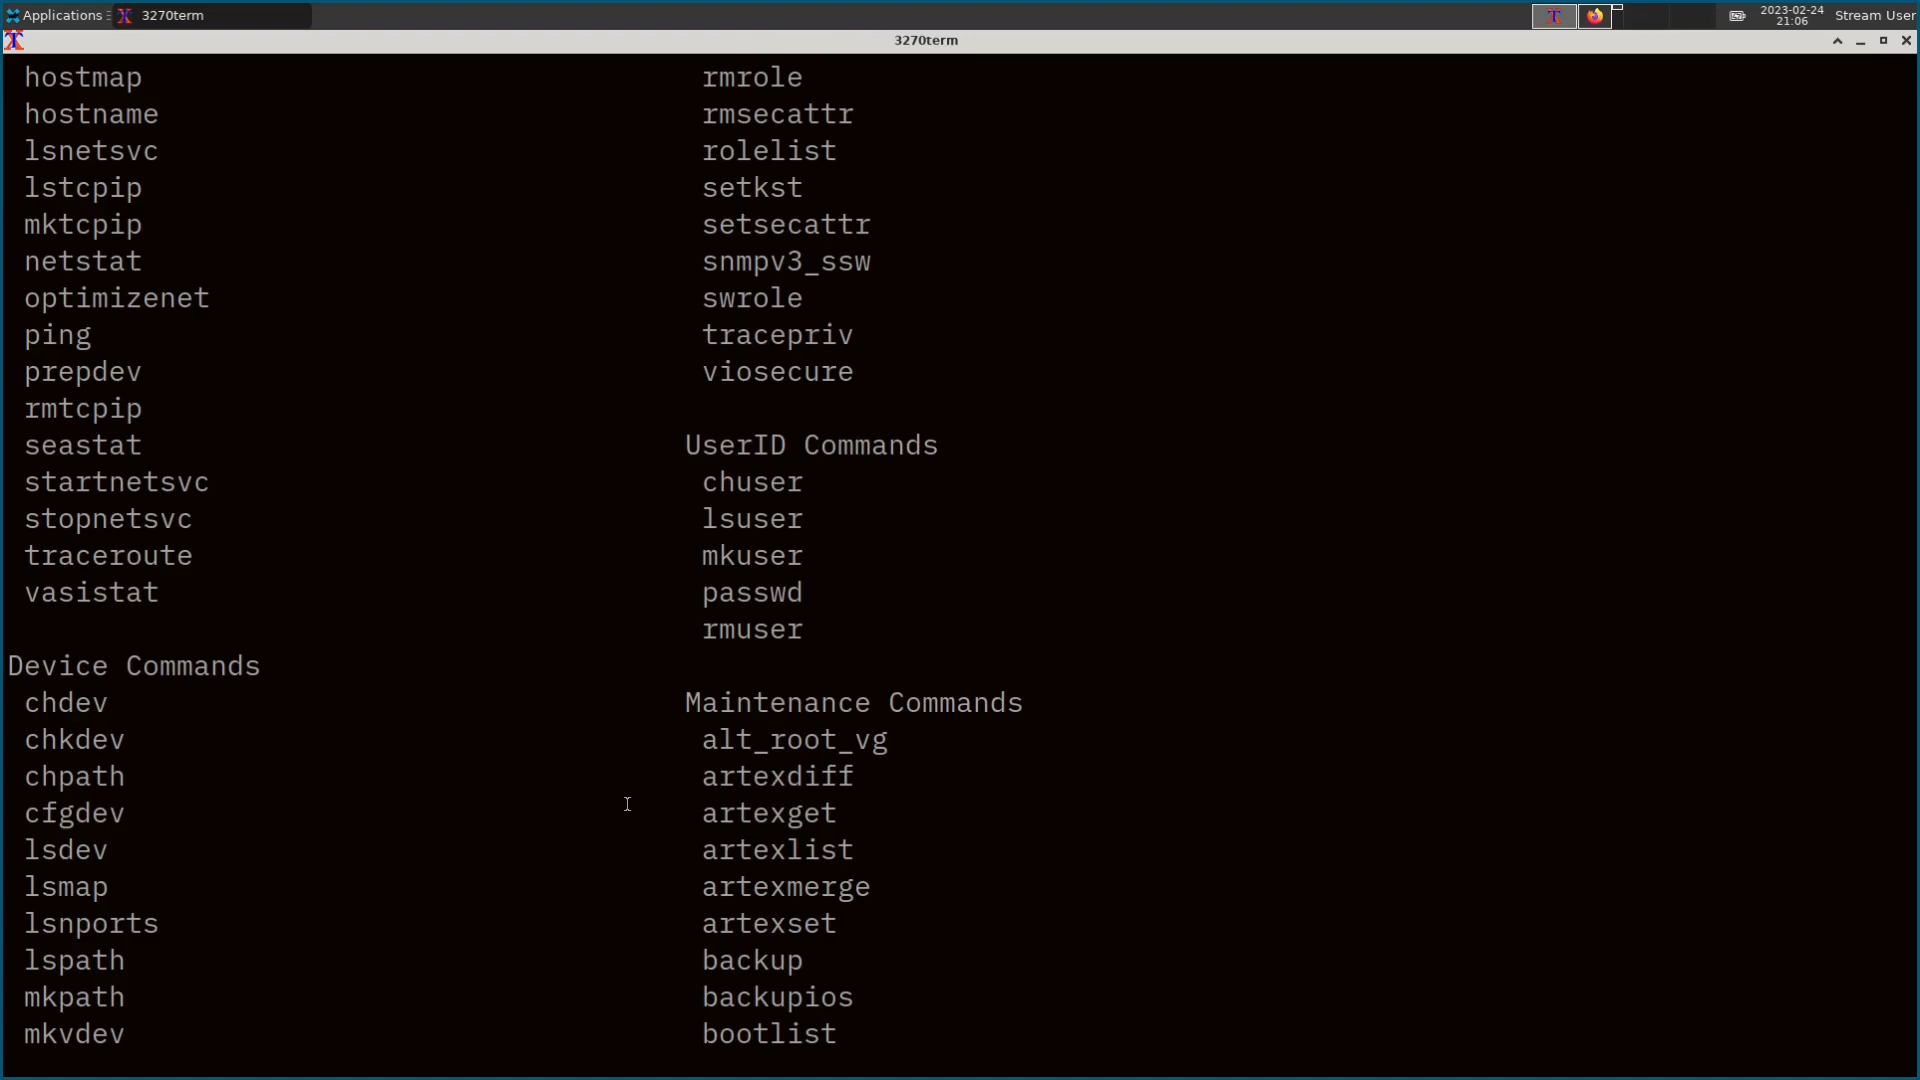 Applications
3270term
2023-02-24
21:06
Stream User
3270term
hostmap
hostname
lsnetsvc
lstcpip
mktcpip
netstat
optimizenet
ping
prepdev
rmtcpip
seastat
startnetsvc
stopnetsvc
traceroute
vasistat
Device Commands
chdev
chkdev
chpath
cfgdev
lsdev
lsmap
lsnports
lspath
mkpath
mkvdev
rmrole
rmsecattr
rolelist
setkst
setsecattr
snmpv3_ssw
swrole
tracepriv
viosecure
UserID Commands
chuser
lsuser
mkuser
passwd
rmuser
Maintenance Commands
alt_root_vg
artexdiff
artexget
artexlist
artexmerge
artexset
backup
backupios
bootlist